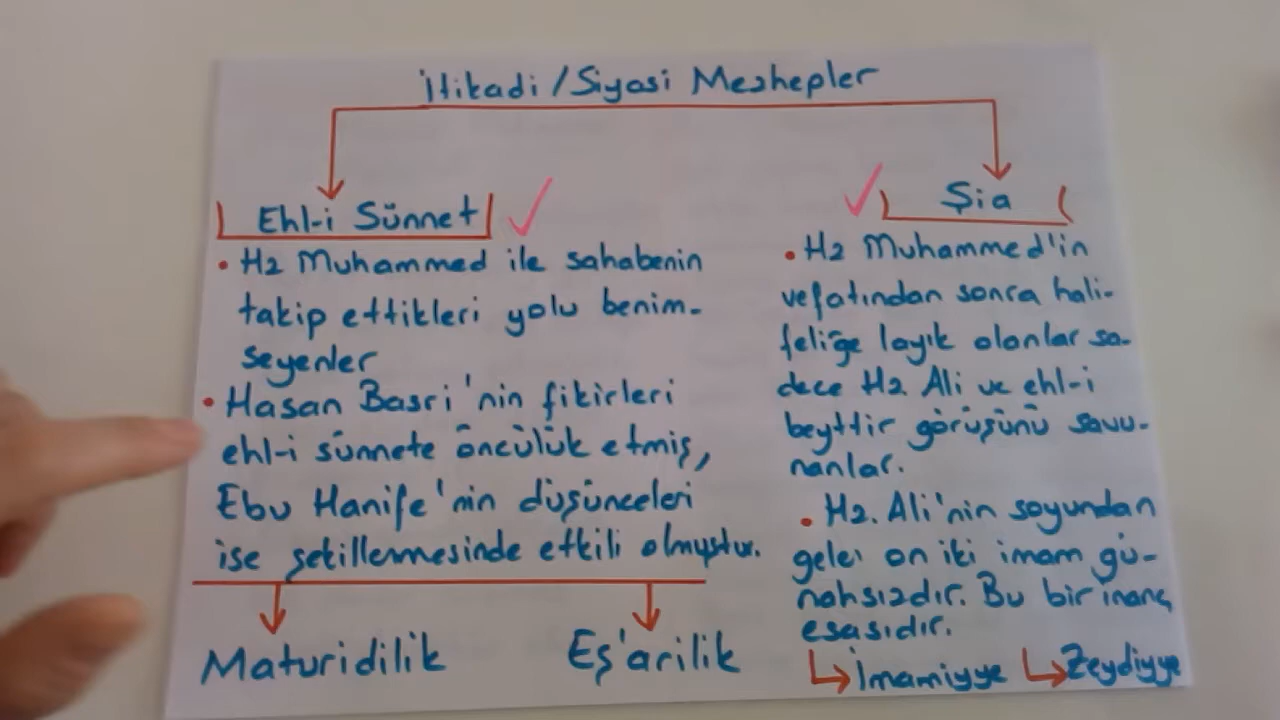 İtikadi/Siyasi Mezhepler
Ehl-i Sünnet
• Hz Muhammed ile sahabenin
takip ettikleri yolu benim-
seyenler
• Hasan Basri'nin fikirleri
ehl-i sünnete öncülük etmiş,
Ebu Hanife'nin düşünceleri
ise şekillenmesinde etkili olmuştur.
Maturidilik
Eş'arilik
Şia
• Hz Muhammed'in
vefatından sonra hali-
feliğe layık olanlar sa-
dece Hz. Ali ve ehl-i
beyttir görüşünü savu-
nanlar.
• Hz. Ali'nin soyundan
gelen on iki imam gü-
nahsızdır. Bu bir inanç
esasıdır.
İmamiyye
Zeydiyye